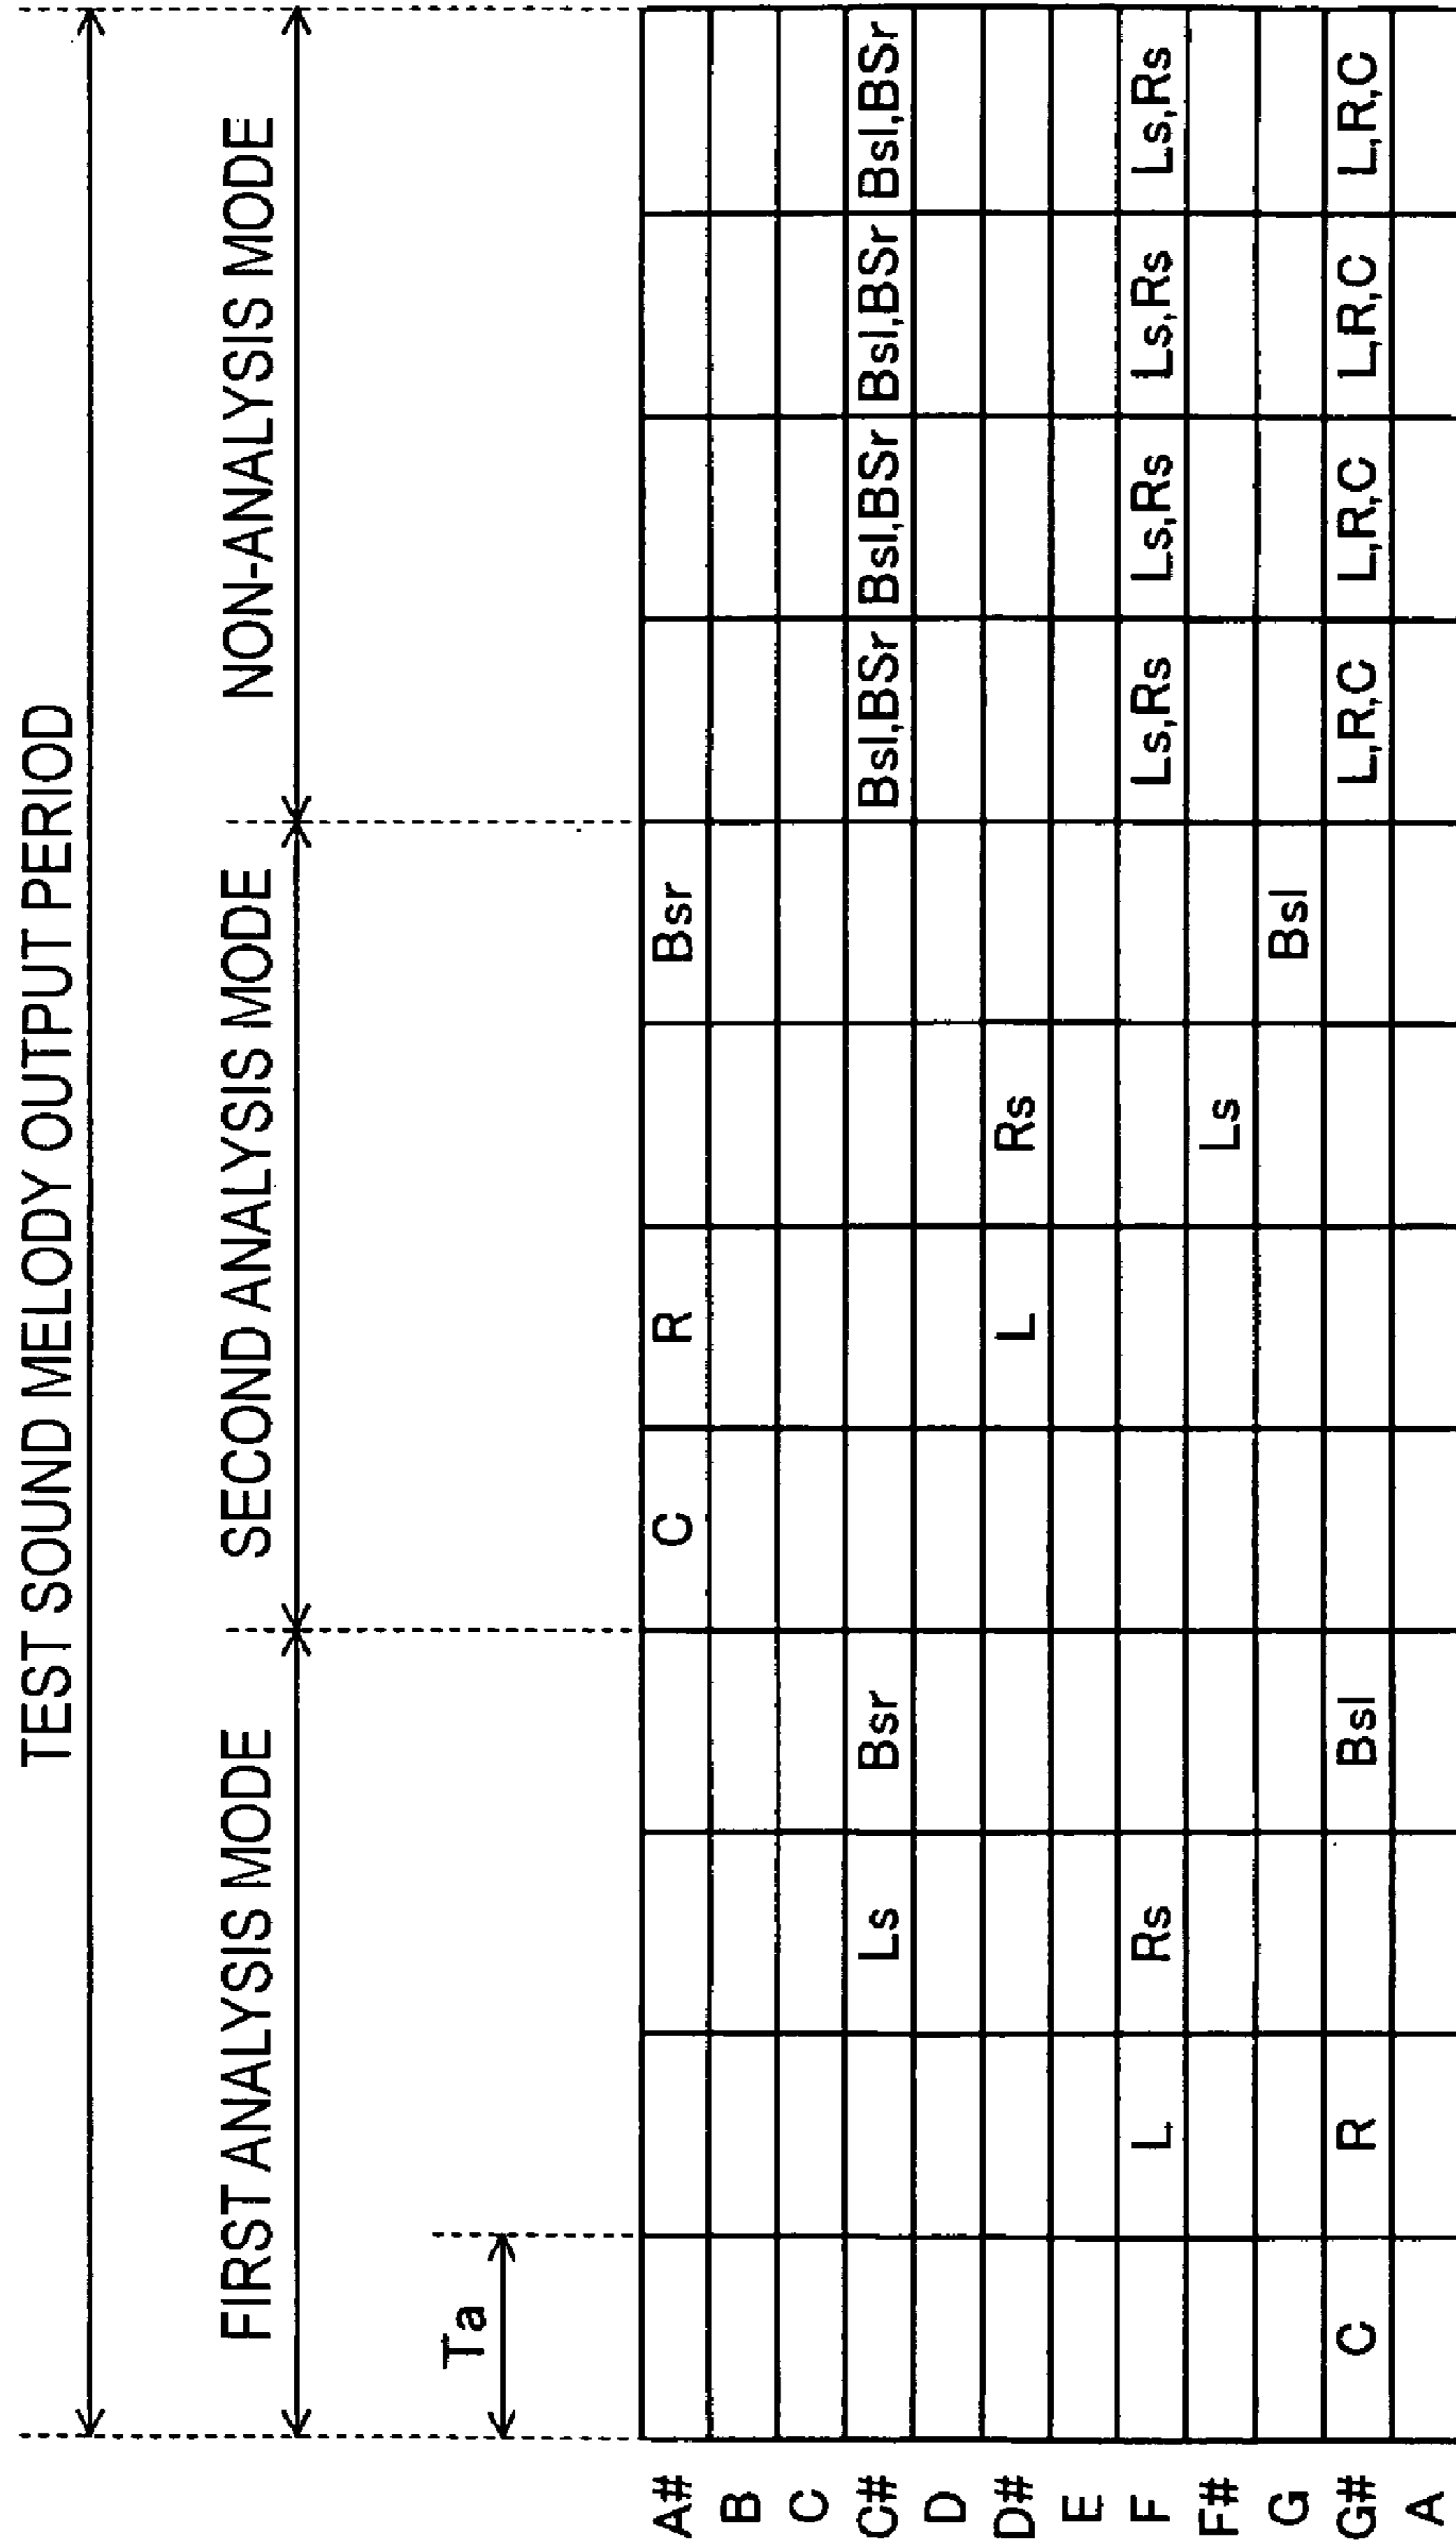 TEST SOUND MELODY OUTPUT PERIOD
FIRST ANALYSIS MODE SECOND ANALYSIS MODE NON-ANALYSIS MODE
Ta
A# C R Bsr
B
C
C# Ls Bsr Bsl,BSr Bsl,BSr Bsl,BSr Bsl,BSr
D
D# L Rs
E
F L Rs Ls,Rs Ls,Rs Ls,Rs Ls,Rs
F# Ls
G Bsl
G# C R Bsl L,R,C L,R,C L,R,C L,R,C
A